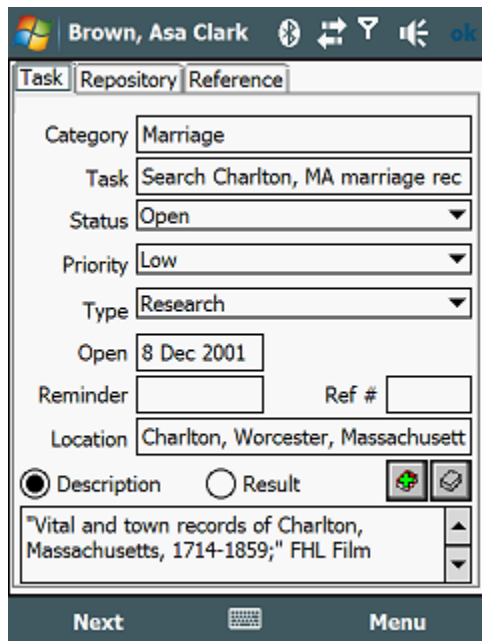 Brown, Asa Clark ok
Task Repository Reference
Category Marriage
Task Search Charlton, MA marriage rec
Status Open
Priority Low
Type Research
Open 8 Dec 2001
Reminder Ref #
Location Charlton, Worcester, Massachusett
Description Result
"Vital and town records of Charlton,
Massachusetts, 1714-1859;" FHL Film
Next Menu